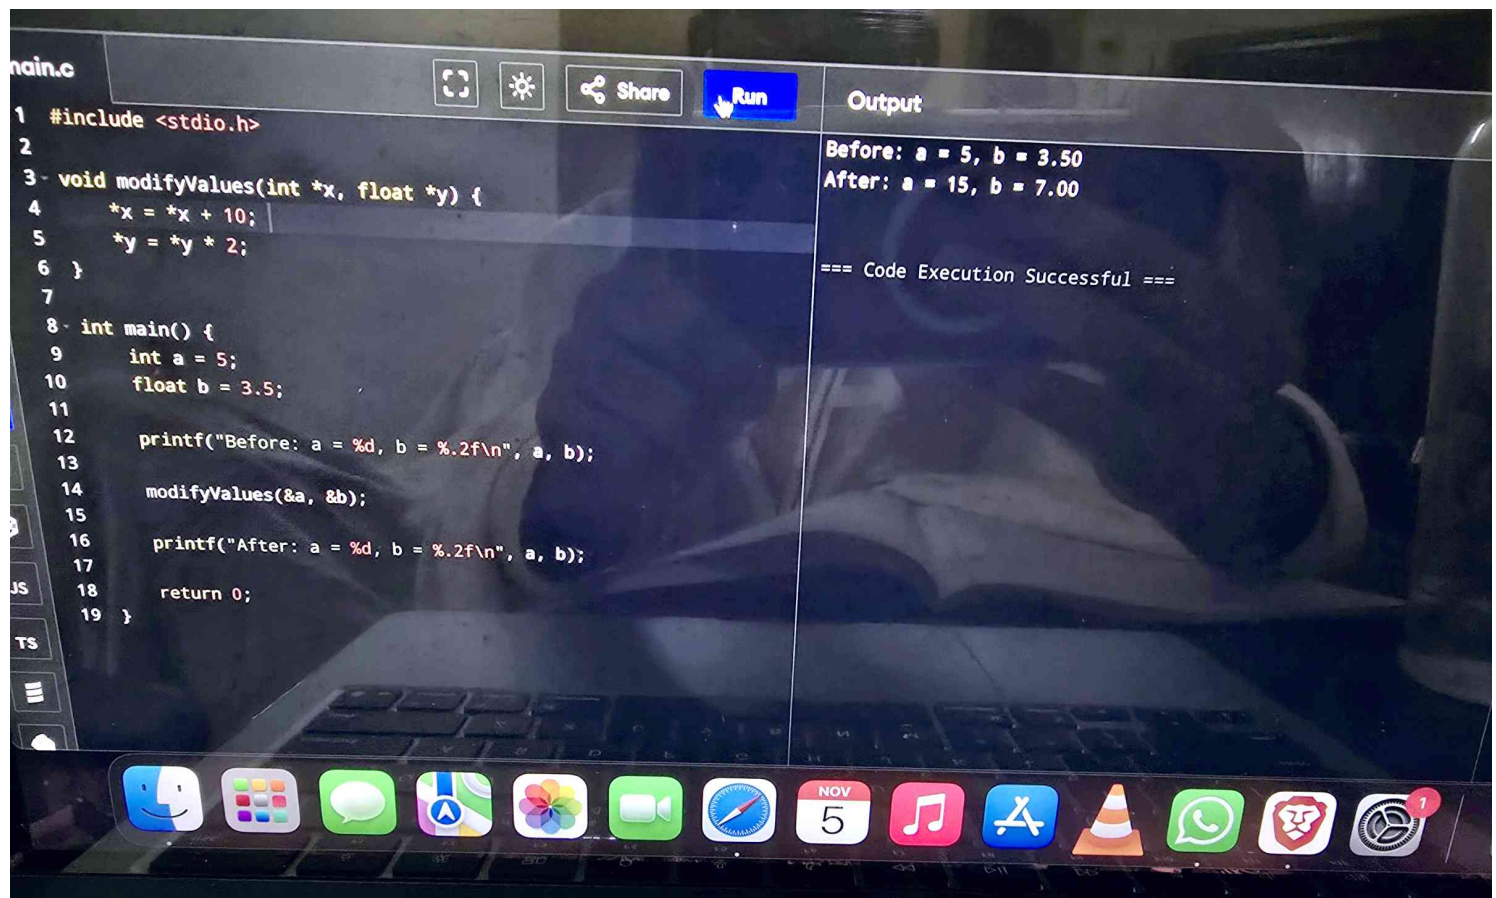 main.c
Share
Run
Output
1 #include <stdio.h>
2
3 void modifyValues(int *x, float *y) {
4 *x = *x + 10;
5 *y = *y * 2;
6 }
7
8 int main() {
9 int a = 5;
10 float b = 3.5;
11
12 printf("Before: a = %d, b = %.2f\n", a, b);
13
14 modifyValues(&a, &b);
15
16 printf("After: a = %d, b = %.2f\n", a, b);
17
18 return 0;
19 }
Before: a = 5, b = 3.50
After: a = 15, b = 7.00
=== Code Execution Successful ===
JS
TS
NOV
5
1